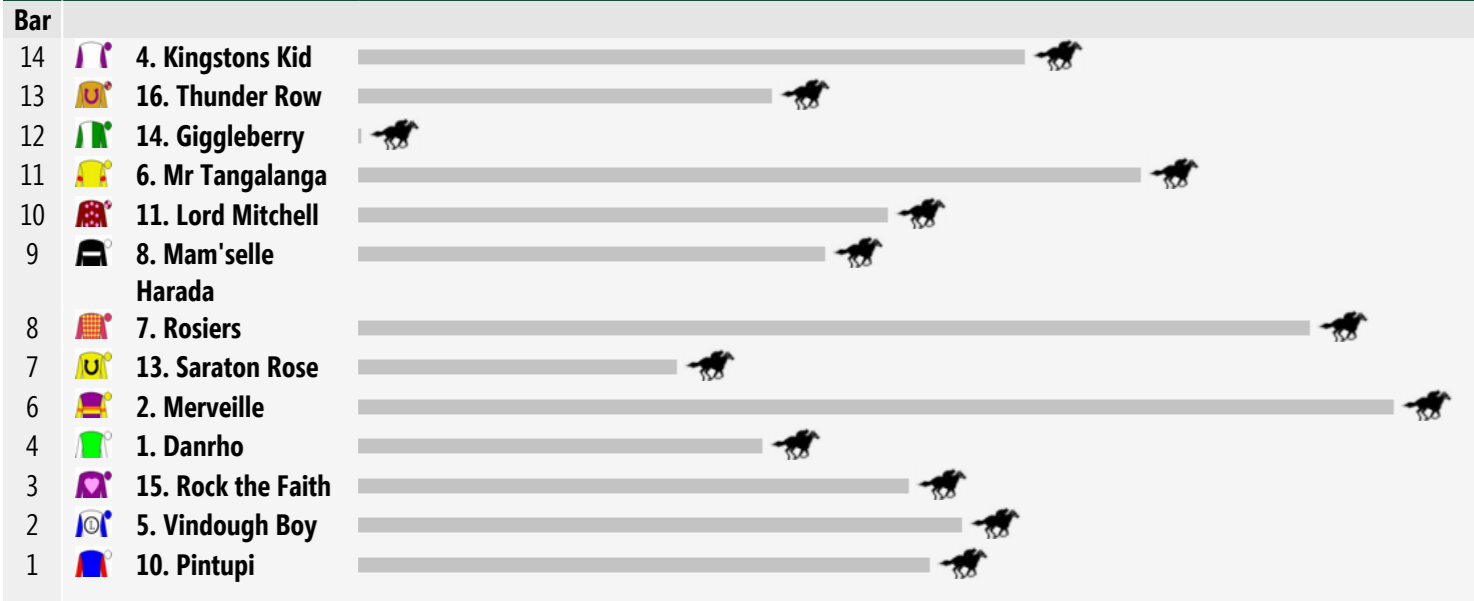 Bar
14 4. Kingstons Kid
13 16. Thunder Row
12 14. Giggleberry
11 6. Mr Tangalanga
10 11. Lord Mitchell
9 8. Mam'selle
Harada
8 7. Rosiers
7 13. Saraton Rose
6 2. Merveille
4 1. Danrho
3 15. Rock the Faith
2 5. Vindough Boy
1 10. Pintupi